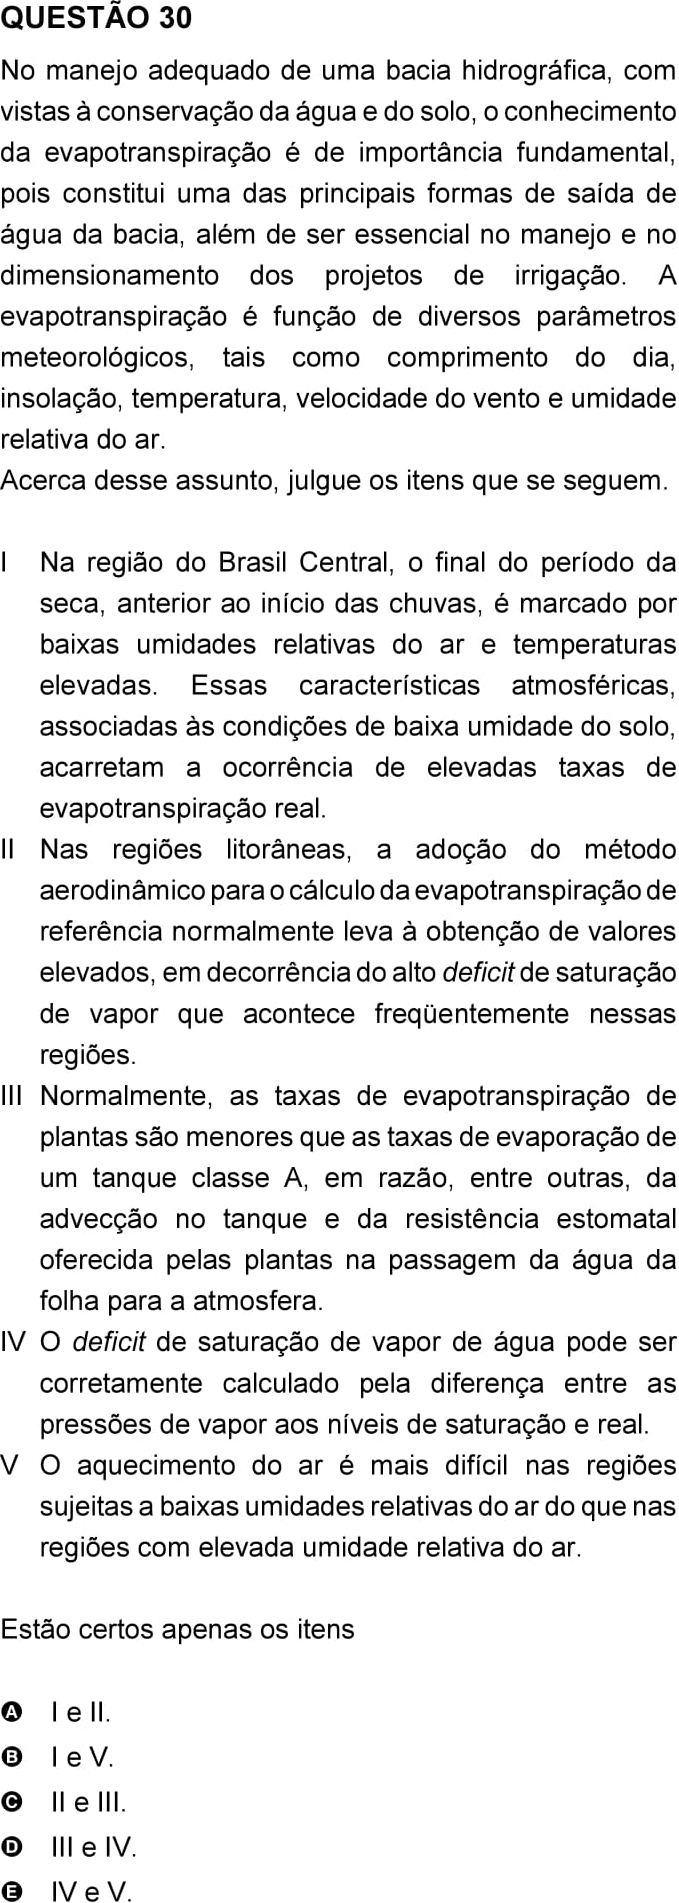 QUESTÃO 30
No manejo adequado de uma bacia hidrográfica, com
vistas à conservação da água e do solo, o conhecimento
da evapotranspiração é de importância fundamental,
pois constitui uma das principais formas de saída de
água da bacia, além de ser essencial no manejo e no
dimensionamento dos projetos de irrigação. A
evapotranspiração é função de diversos parâmetros
meteorológicos, tais como comprimento do dia,
insolação, temperatura, velocidade do vento e umidade
relativa do ar.
Acerca desse assunto, julgue os itens que se seguem.
I Na região do Brasil Central, o final do período da
seca, anterior ao início das chuvas, é marcado por
baixas umidades relativas do ar e temperaturas
elevadas. Essas características atmosféricas,
associadas às condições de baixa umidade do solo,
acarretam a ocorrência de elevadas taxas de
evapotranspiração real.
II Nas regiões litorâneas, a adoção do método
aerodinâmico para o cálculo da evapotranspiração de
referência normalmente leva à obtenção de valores
elevados, em decorrência do alto deficit de saturação
de vapor que acontece freqüentemente nessas
regiões.
III Normalmente, as taxas de evapotranspiração de
plantas são menores que as taxas de evaporação de
um tanque classe A, em razão, entre outras, da
advecção no tanque e da resistência estomatal
oferecida pelas plantas na passagem da água da
folha para a atmosfera.
IV O deficit de saturação de vapor de água pode ser
corretamente calculado pela diferença entre as
pressões de vapor aos níveis de saturação e real.
V O aquecimento do ar é mais difícil nas regiões
sujeitas a baixas umidades relativas do ar do que nas
regiões com elevada umidade relativa do ar.
Estão certos apenas os itens
A I e II.
B I e V.
C II e III.
D III e IV.
E IV e V.